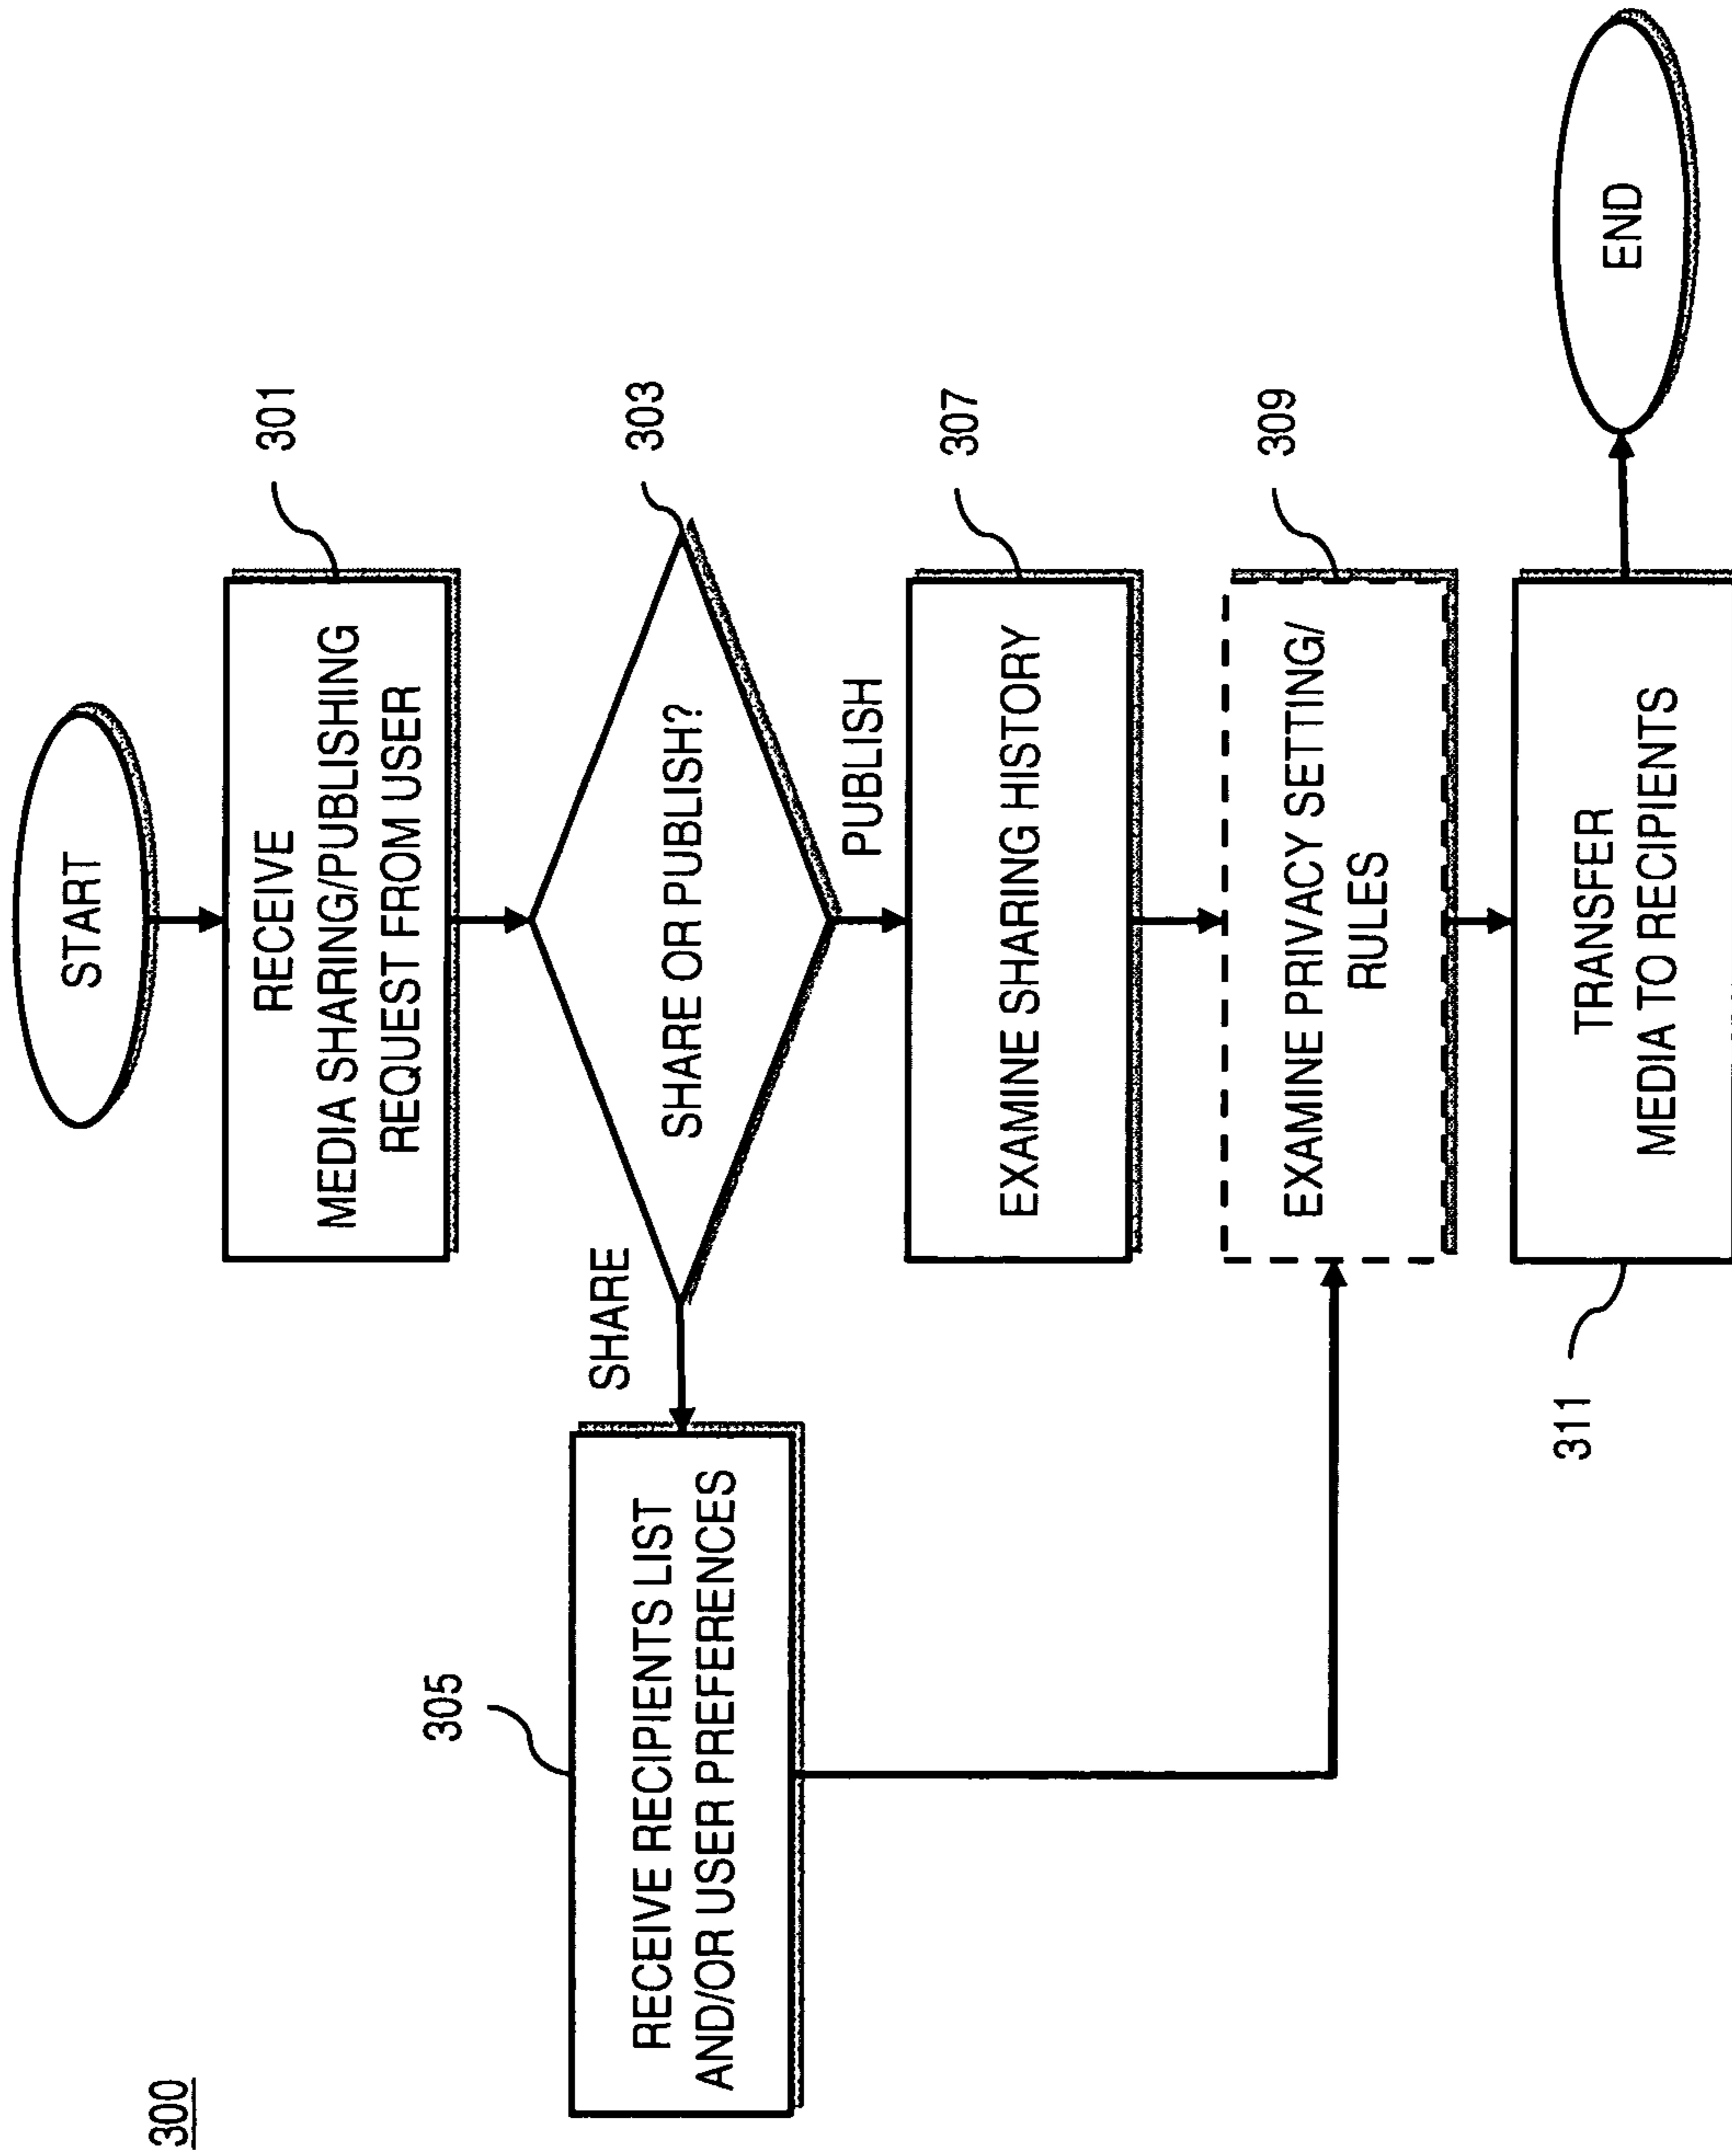 300
START
RECEIVE
MEDIA SHARING/PUBLISHING
REQUEST FROM USER
301
SHARE OR PUBLISH?
303
SHARE
PUBLISH
305
RECEIVE RECIPIENTS LIST
AND/OR USER PREFERENCES
EXAMINE SHARING HISTORY
307
EXAMINE PRIVACY SETTING/
RULES
309
TRANSFER
MEDIA TO RECIPIENTS
311
END